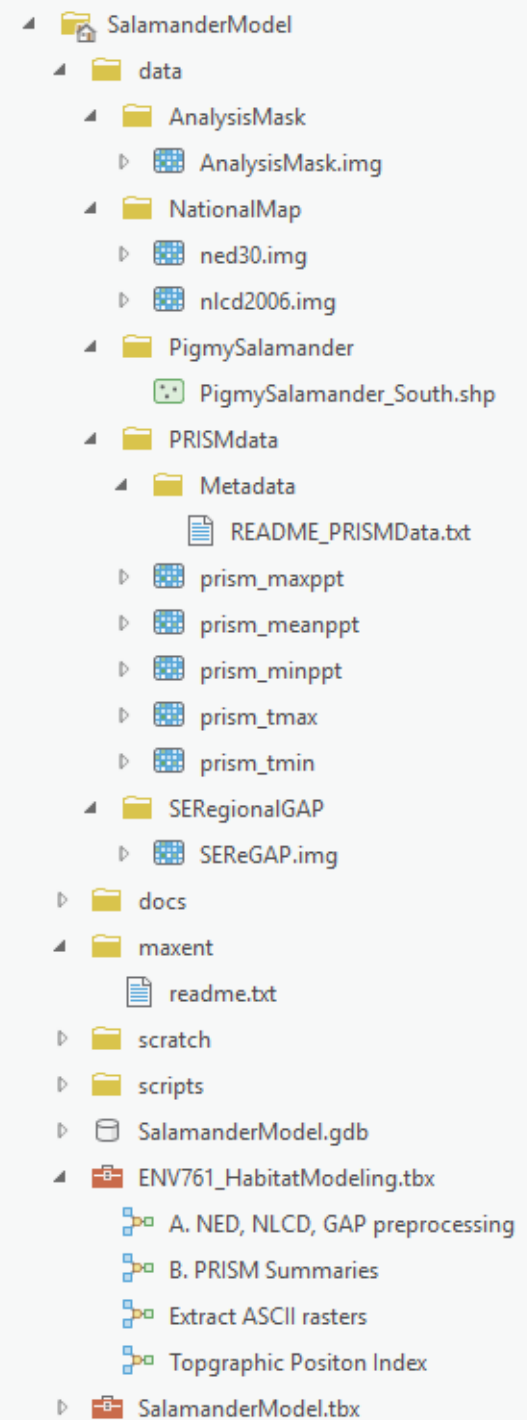 SalamanderModel
data
AnalysisMask
AnalysisMask.img
NationalMap
ned30.img
nlcd2006.img
PigmySalamander
PigmySalamander_South.shp
PRISMdata
Metadata
README_PRISMData.txt
prism_maxppt
prism_meanppt
prism_minppt
prism_tmax
prism_tmin
SERegionalGAP
SEReGAP.img
docs
maxent
readme.txt
scratch
scripts
SalamanderModel.gdb
ENV761_HabitatModeling.tbx
A. NED, NLCD, GAP preprocessing
B. PRISM Summaries
Extract ASCII rasters
Topgraphic Positon Index
SalamanderModel.tbx